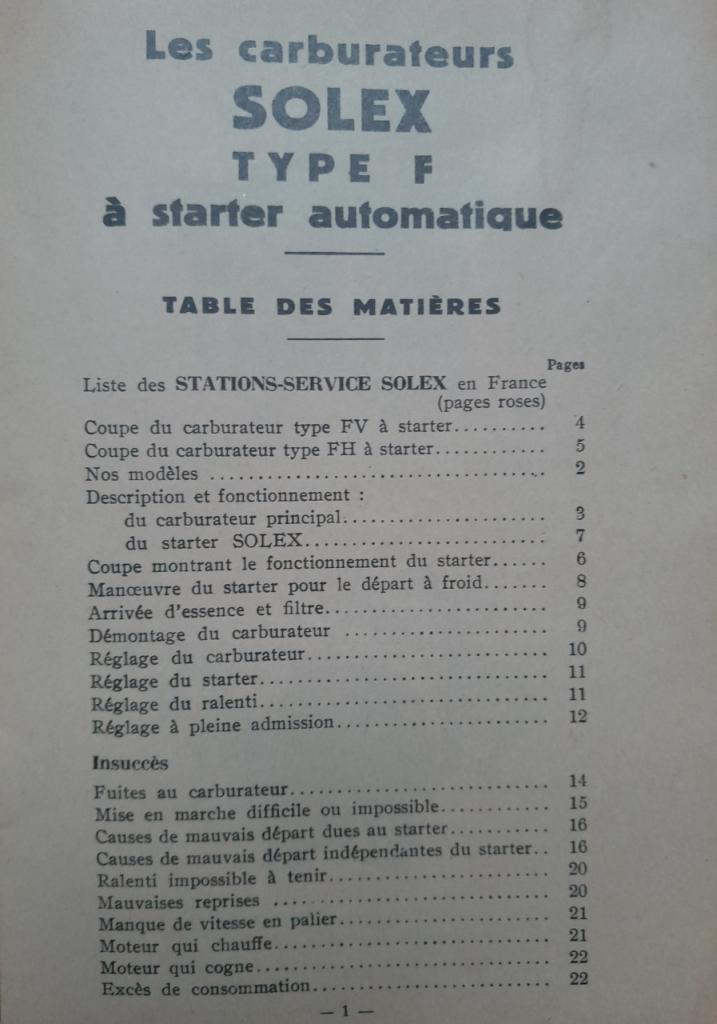 Les carburateurs
SOLEX
TYPE F
à starter automatique
TABLE DES MATIÈRES
Pages
Liste des STATIONS-SERVICE SOLEX en France
(pages roses)
Coupe du carburateur type FV à starter.......... 4
Coupe du carburateur type FH à starter............ 5
Nos modèles .................................... 2
Description et fonctionnement :
du carburateur principal...................... 3
du starter SOLEX.......................... 7
Coupe montrant le fonctionnement du starter...... 6
Manœuvre du starter pour le départ à froid....... 8
Arrivée d'essence et filtre........................ 9
Démontage du carburateur ...................... 9
Réglage du carburateur.......................... 10
Réglage du starter............................... 11
Réglage du ralenti............................... 11
Réglage à pleine admission....................... 12
Insuccès
Fuites au carburateur............................ 14
Mise en marche difficile ou impossible............ 15
Causes de mauvais départ dues au starter........... 16
Causes de mauvais départ indépendantes du starter.. 16
Ralenti impossible à tenir........................ 20
Mauvaises reprises .............................. 20
Manque de vitesse en palier....................... 21
Moteur qui chauffe.............................. 21
Moteur qui cogne................................ 22
Excès de consommation.......................... 22
— 1 —